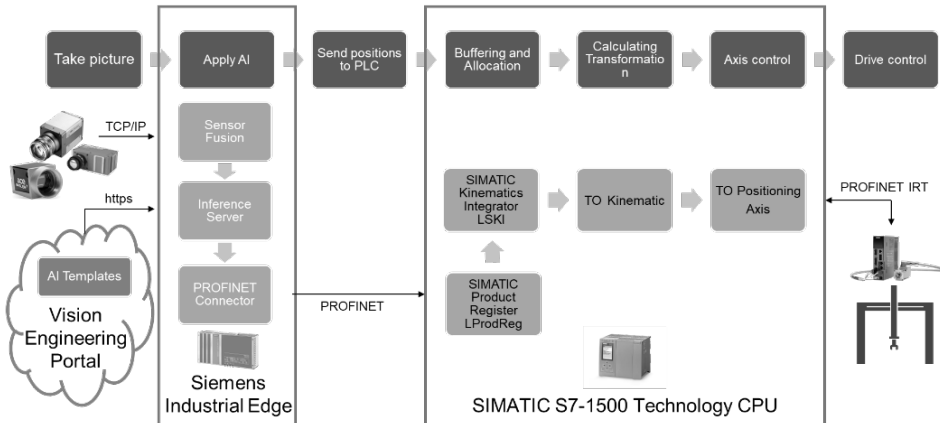 Take picture
Apply AI
Send positions
to PLC
Buffering and
Allocation
Calculating
Transformatio
n
Axis control
Drive control
TCP/IP
Sensor
Fusion
https
Inference
Server
AI Templates
Vision
Engineering
Portal
PROFINET
Connector
Siemens
Industrial Edge
PROFINET
SIMATIC
Kinematics
Integrator
LSKI
TO Kinematic
TO Positioning
Axis
SIMATIC
Product
Register
LProdReg
SIMATIC S7-1500 Technology CPU
PROFINET IRT